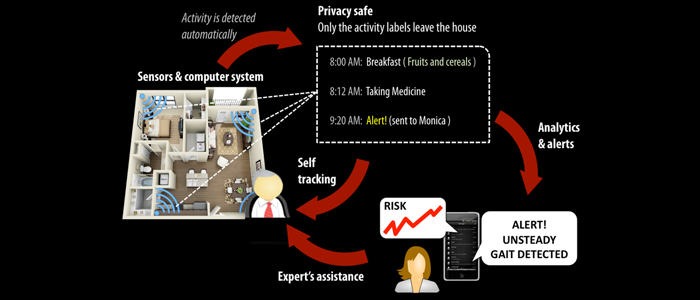 Activity is detected
automatically
Privacy safe
Only the activity labels leave the house
Sensors & computer system
8:00 AM: Breakfast ( Fruits and cereals )
8:12 AM: Taking Medicine
9:20 AM: Alert! (sent to Monica )
Analytics
& alerts
Self
tracking
RISK
ALERT!
UNSTEADY
GAIT DETECTED
Expert's assistance